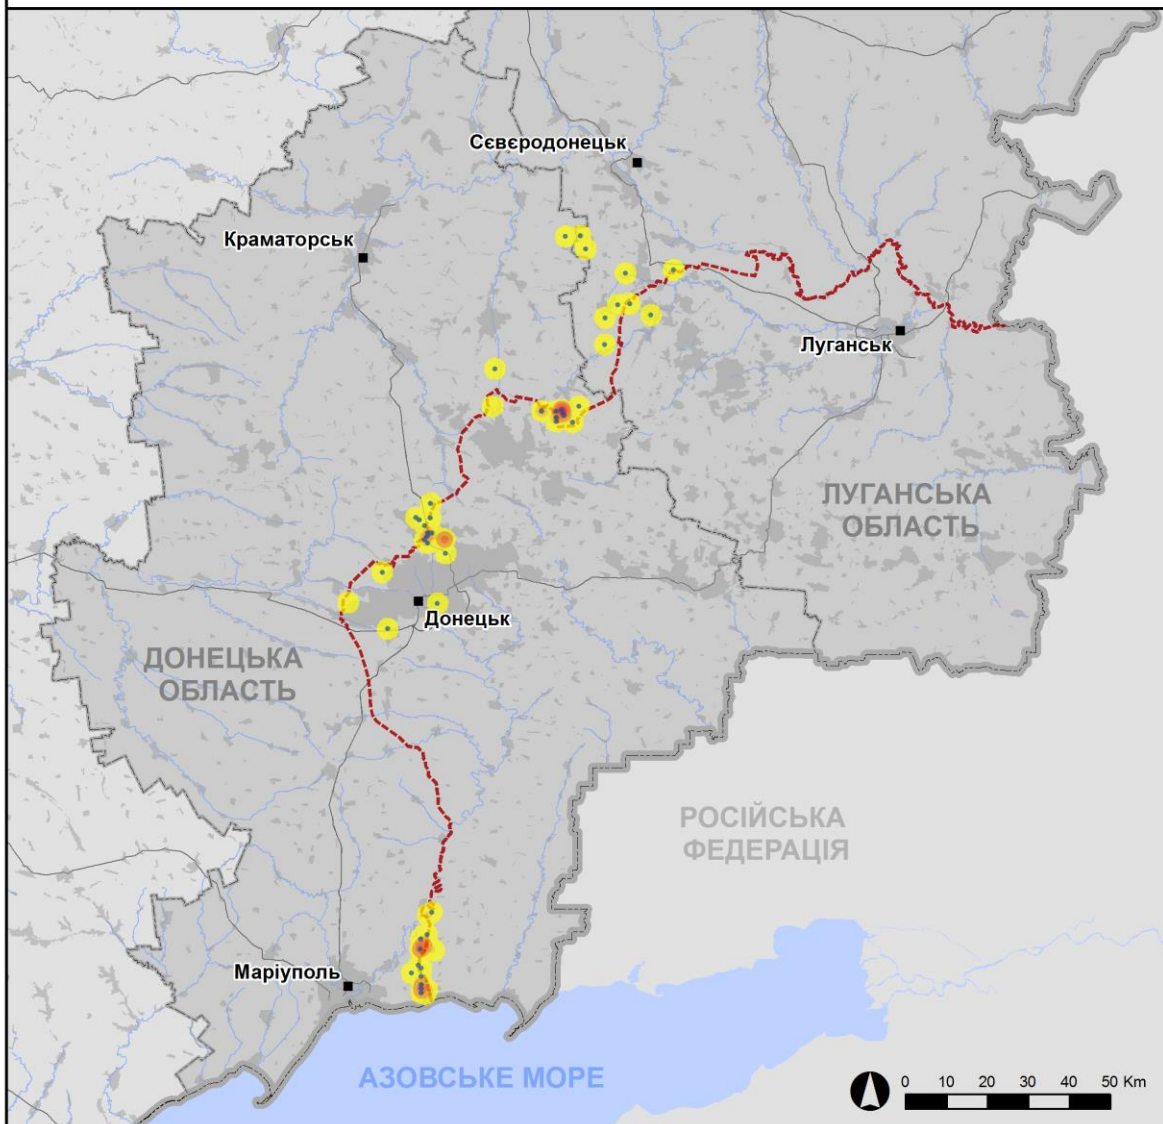 Сєвєродонецьк
Краматорськ
Луганськ
ЛУГАНСЬКА
ОБЛАСТЬ
Донецьк
ДОНЕЦЬКА
ОБЛАСТЬ
РОСІЙСЬКА
ФЕДЕРАЦІЯ
Маріуполь
АЗОВСЬКЕ МОРЕ
0 10 20 30 40 50 Km